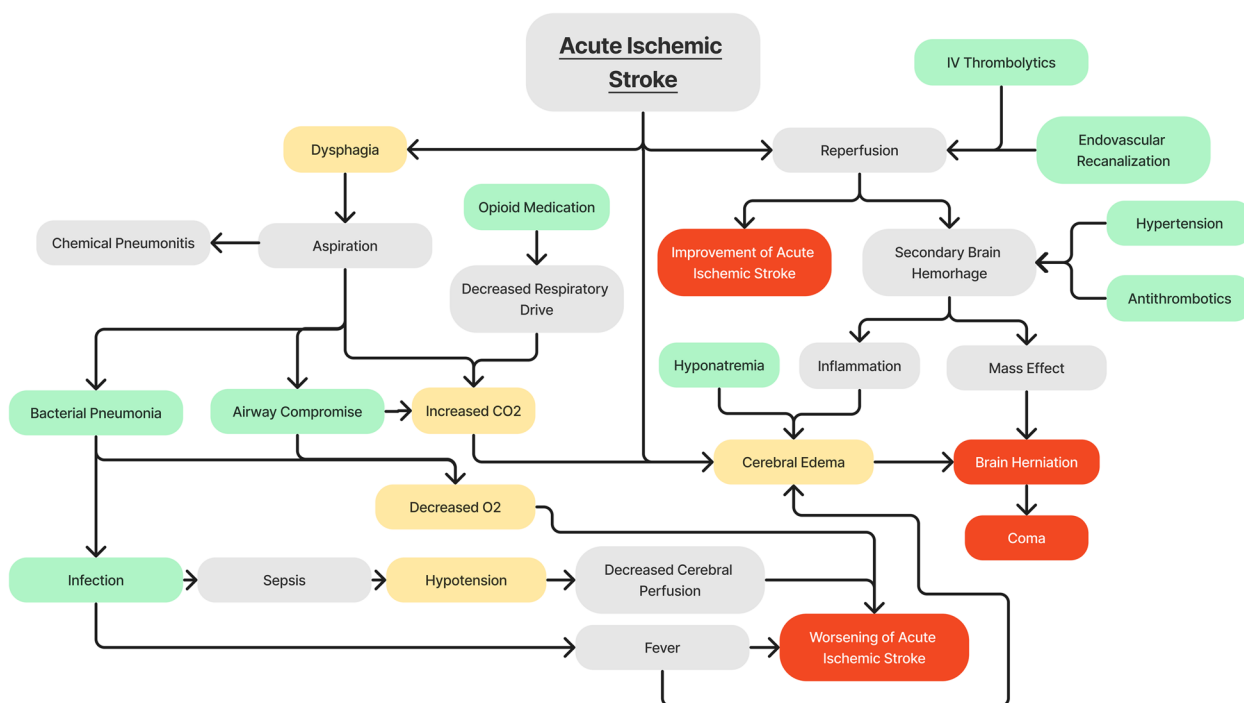 Acute Ischemic
Stroke
IV Thrombolytics
Dysphagia
Reperfusion
Endovascular
Recanalization
Opioid Medication
Chemical Pneumonitis
Aspiration
Improvement of Acute
Ischemic Stroke
Secondary Brain
Hemorrhage
Hypertension
Decreased Respiratory
Drive
Antithrombotics
Hyponatremia
Inflammation
Mass Effect
Bacterial Pneumonia
Airway Compromise
Increased CO2
Cerebral Edema
Brain Herniation
Decreased O2
Coma
Infection
Sepsis
Hypotension
Decreased Cerebral
Perfusion
Fever
Worsening of Acute
Ischemic Stroke